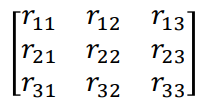 r₁₁ r₁₂ r₁₃
r₂₁ r₂₂ r₂₃
r₃₁ r₃₂ r₃₃